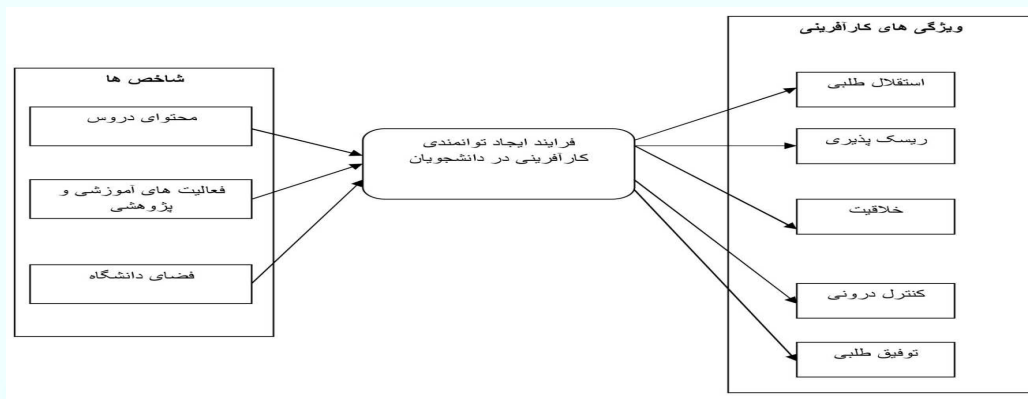 ویژگی های کارآفرینی
استقلال طلبی
ریسک پذیری
خلاقیت
کنترل درونی
توفیق طلبی
فرایند ایجاد توانمندی
کارآفرینی در دانشجویان
شاخص ها
محتوای دروس
فعالیت های آموزشی و
پژوهشی
فضای دانشگاه